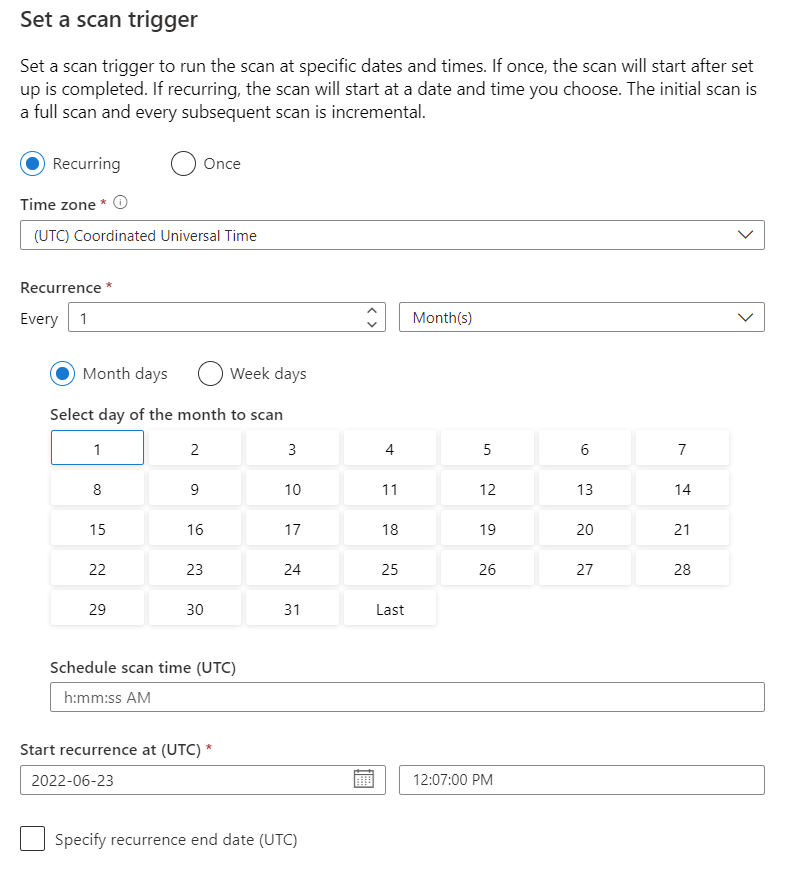 Set a scan trigger
Set a scan trigger to run the scan at specific dates and times. If once, the scan will start after set
up is completed. If recurring, the scan will start at a date and time you choose. The initial scan is
a full scan and every subsequent scan is incremental.
Recurring Once
Time zone *
(UTC) Coordinated Universal Time
Recurrence *
Every 1 Month(s)
Month days Week days
Select day of the month to scan
1 2 3 4 5 6 7
8 9 10 11 12 13 14
15 16 17 18 19 20 21
22 23 24 25 26 27 28
29 30 31 Last
Schedule scan time (UTC)
h:mm:ss AM
Start recurrence at (UTC) *
2022-06-23 12:07:00 PM
Specify recurrence end date (UTC)